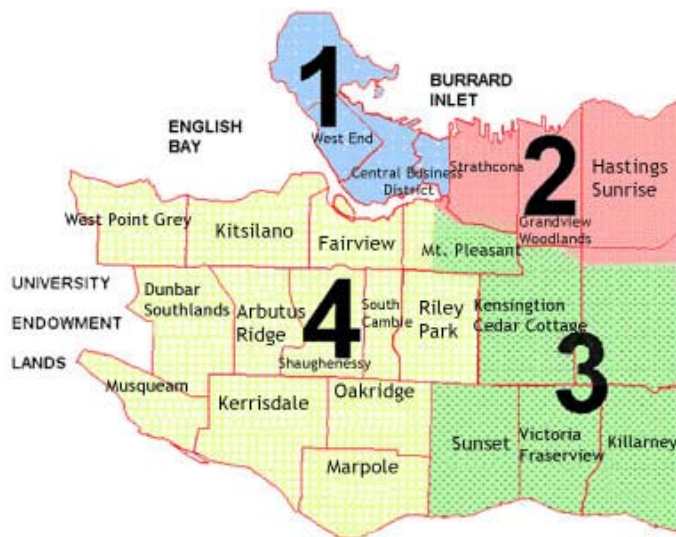 1
BURRARD
INLET
ENGLISH
BAY
West End
Central Business
District
Strathcona
2
Hastings
Sunrise
Grandview
Woodlands
West Point Grey
Kitsilano
Fairview
Mt. Pleasant
UNIVERSITY
ENDOWMENT
LANDS
Dunbar
Southlands
Arbutus
Ridge
4
Shaughenessy
South
Cambie
Riley
Park
Kensingtion
Cedar Cottage
3
Musqueam
Kerrisdale
Oakridge
Marpole
Sunset
Victoria
Fraserview
Killarney